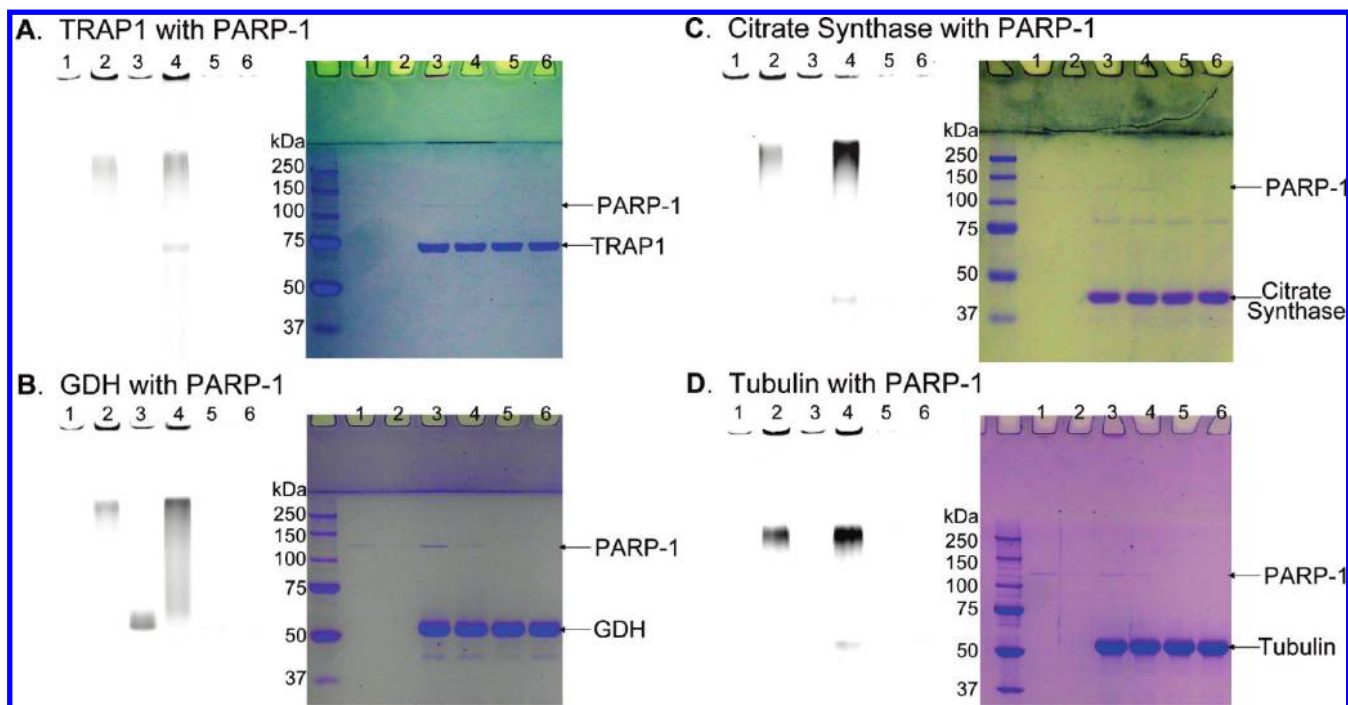 A. TRAP1 with PARP-1
1 2 3 4 5 6
1 2 3 4 5 6
kDa
250
150
100
75
50
37
PARP-1
TRAP1
B. GDH with PARP-1
1 2 3 4 5 6
1 2 3 4 5 6
kDa
250
150
100
75
50
37
PARP-1
GDH
C. Citrate Synthase with PARP-1
1 2 3 4 5 6
1 2 3 4 5 6
kDa
250
150
100
75
50
37
PARP-1
Citrate
Synthase
D. Tubulin with PARP-1
1 2 3 4 5 6
1 2 3 4 5 6
kDa
250
150
100
75
50
37
PARP-1
Tubulin